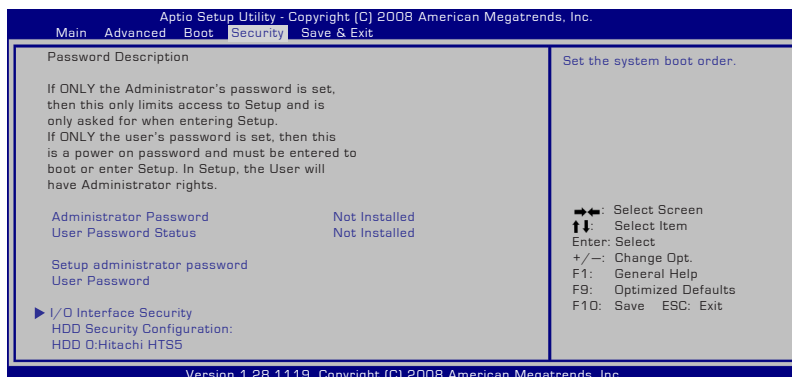 Aptio Setup Utility - Copyright (C) 2008 American Megatrends, Inc.
Main Advanced Boot Security Save & Exit
Password Description
If ONLY the Administrator's password is set,
then this only limits access to Setup and is
only asked for when entering Setup.
If ONLY the user's password is set, then this
is a power on password and must be entered to
boot or enter Setup. In Setup, the User will
have Administrator rights.
Administrator Password Not Installed
User Password Status Not Installed
Setup administrator password
User Password
I/O Interface Security
HDD Security Configuration:
HDD 0:Hitachi HTS5
Set the system boot order.
→←: Select Screen
↑↓: Select Item
Enter: Select
+/—: Change Opt.
F1: General Help
F9: Optimized Defaults
F10: Save ESC: Exit
Version 1.28.1119. Copyright (C) 2008 American Megatrends, Inc.